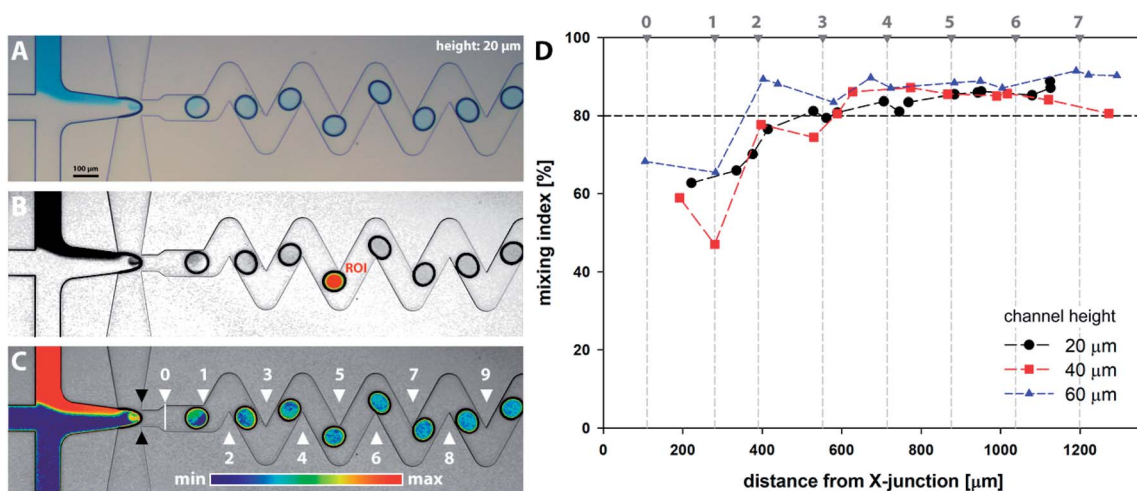 A
height: 20 µm
100 µm
B
ROI
C
0 1 3 5 7 9
2 4 6 8
min max
D
0 1 2 3 4 5 6 7
100
80
60
40
20
0
mixing index [%]
channel height
20 µm
40 µm
60 µm
0 200 400 600 800 1000 1200
distance from X-junction [µm]